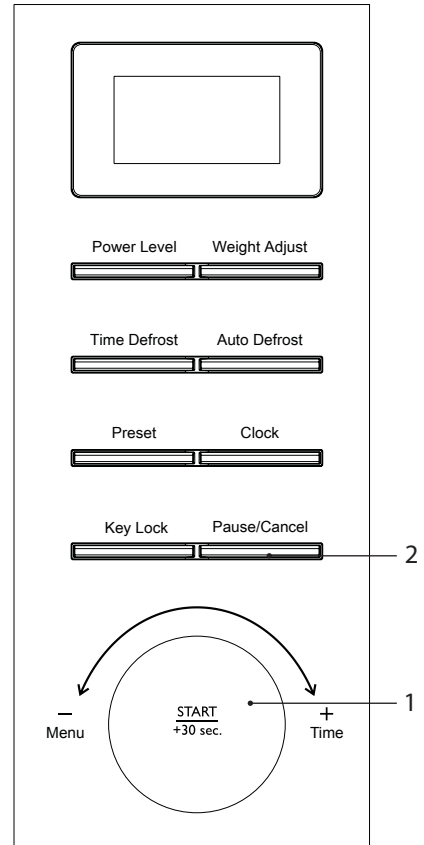 Power Level Weight Adjust
Time Defrost Auto Defrost
Preset Clock
Key Lock Pause/Cancel
2
START
+30 sec.
1
− +
Menu Time